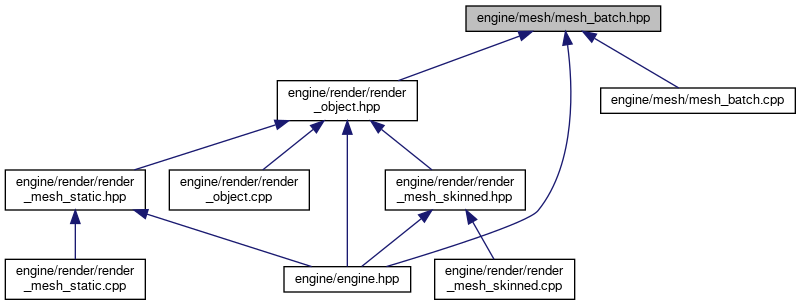 engine/mesh/mesh_batch.hpp
engine/render/render
_object.hpp
engine/mesh/mesh_batch.cpp
engine/render/render
_mesh_static.hpp
engine/render/render
_object.cpp
engine/render/render
_mesh_skinned.hpp
engine/render/render
_mesh_static.cpp
engine/engine.hpp
engine/render/render
_mesh_skinned.cpp